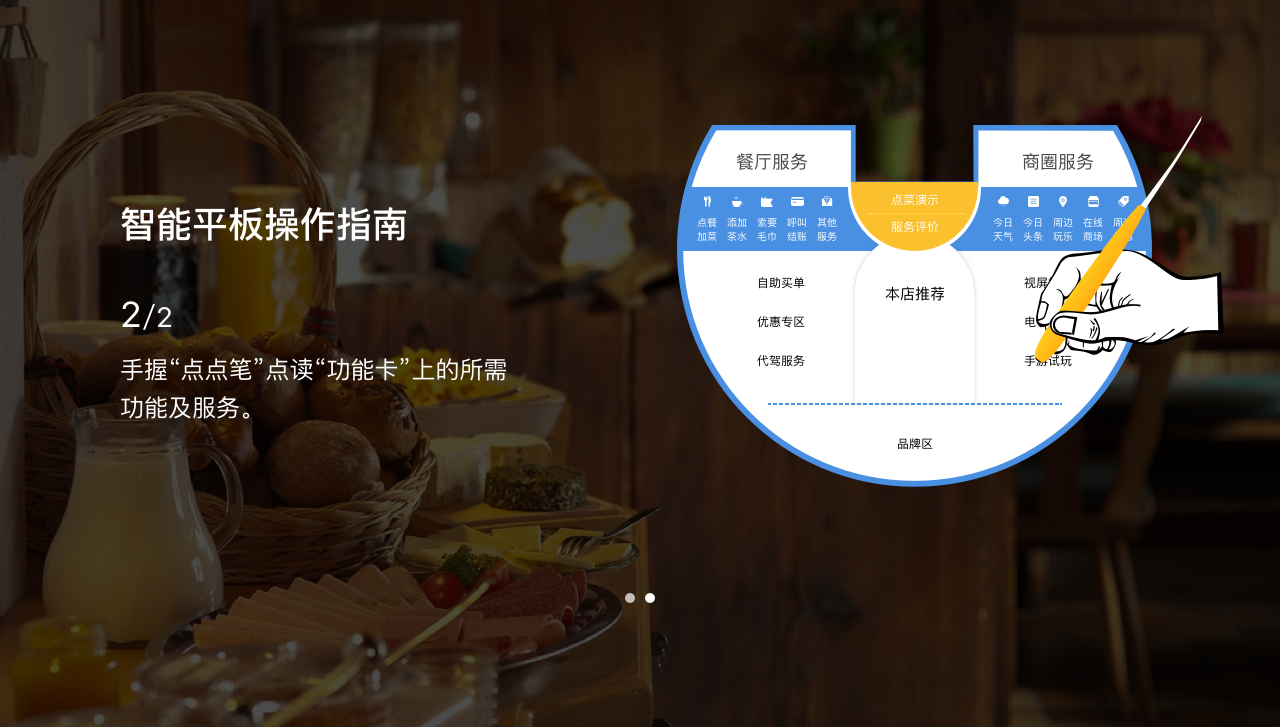 智能平板操作指南
2/2
手握“点点笔”点读“功能卡”上的所需
功能及服务。
餐厅服务
商圈服务
点菜演示
服务评价
点餐 添加 索要 呼叫 其他
加菜 茶水 毛巾 结账 服务
今日 今日 周边 在线
天气 头条 玩乐 商场
自助买单
优惠专区
代驾服务
本店推荐
视屏
电
手游试玩
品牌区